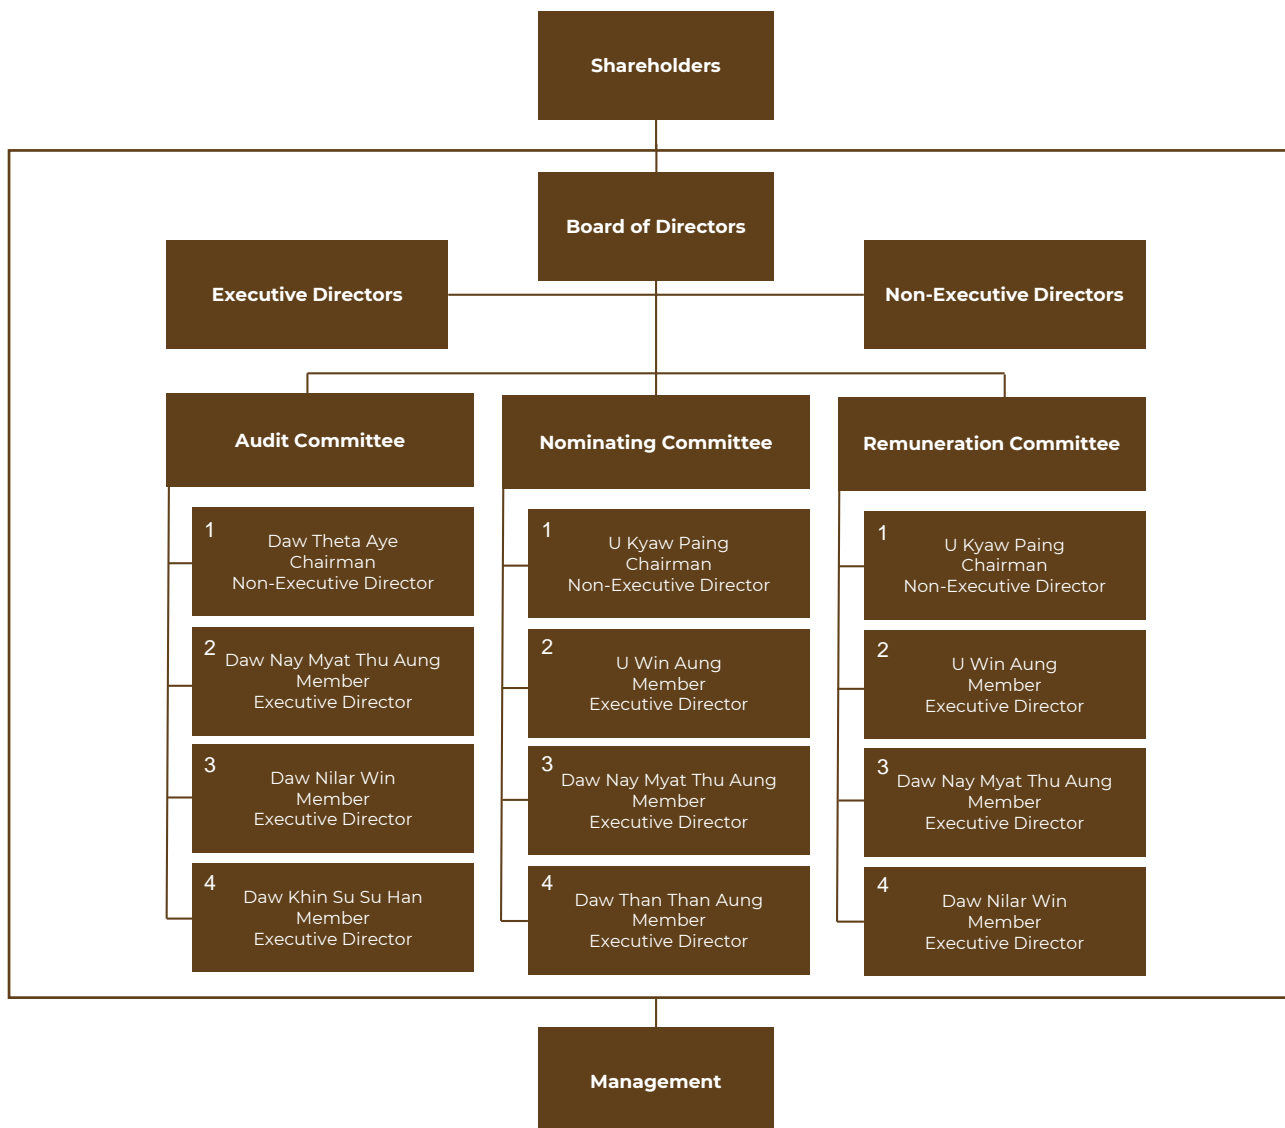 Shareholders
Board of Directors
Executive Directors
Non-Executive Directors
Audit Committee
1
Daw Theta Aye
Chairman
Non-Executive Director
2
Daw Nay Myat Thu Aung
Member
Executive Director
3
Daw Nilar Win
Member
Executive Director
4
Daw Khin Su Su Han
Member
Executive Director
Nominating Committee
1
U Kyaw Paing
Chairman
Non-Executive Director
2
U Win Aung
Member
Executive Director
3
Daw Nay Myat Thu Aung
Member
Executive Director
4
Daw Than Than Aung
Member
Executive Director
Remuneration Committee
1
U Kyaw Paing
Chairman
Non-Executive Director
2
U Win Aung
Member
Executive Director
3
Daw Nay Myat Thu Aung
Member
Executive Director
4
Daw Nilar Win
Member
Executive Director
Management